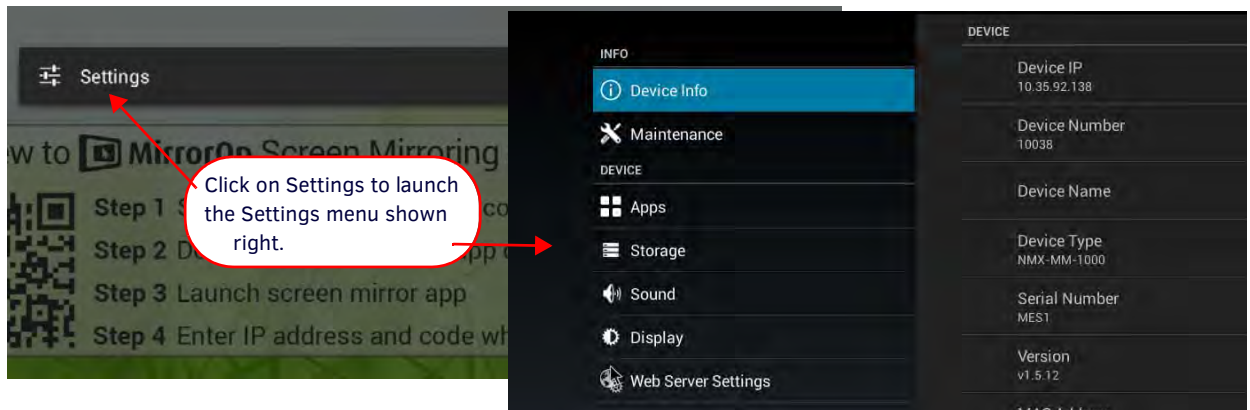 Settings
w to MirrorOp Screen Mirroring
Step 1
Step 2
Step 3 Launch screen mirror app
Step 4 Enter IP address and code
Click on Settings to launch
the Settings menu shown
right.
INFO
Device Info
Maintenance
DEVICE
Apps
Storage
Sound
Display
Web Server Settings
DEVICE
Device IP
10.35.92.138
Device Number
10038
Device Name
Device Type
NMX-MM-1000
Serial Number
MES1
Version
v1.5.12